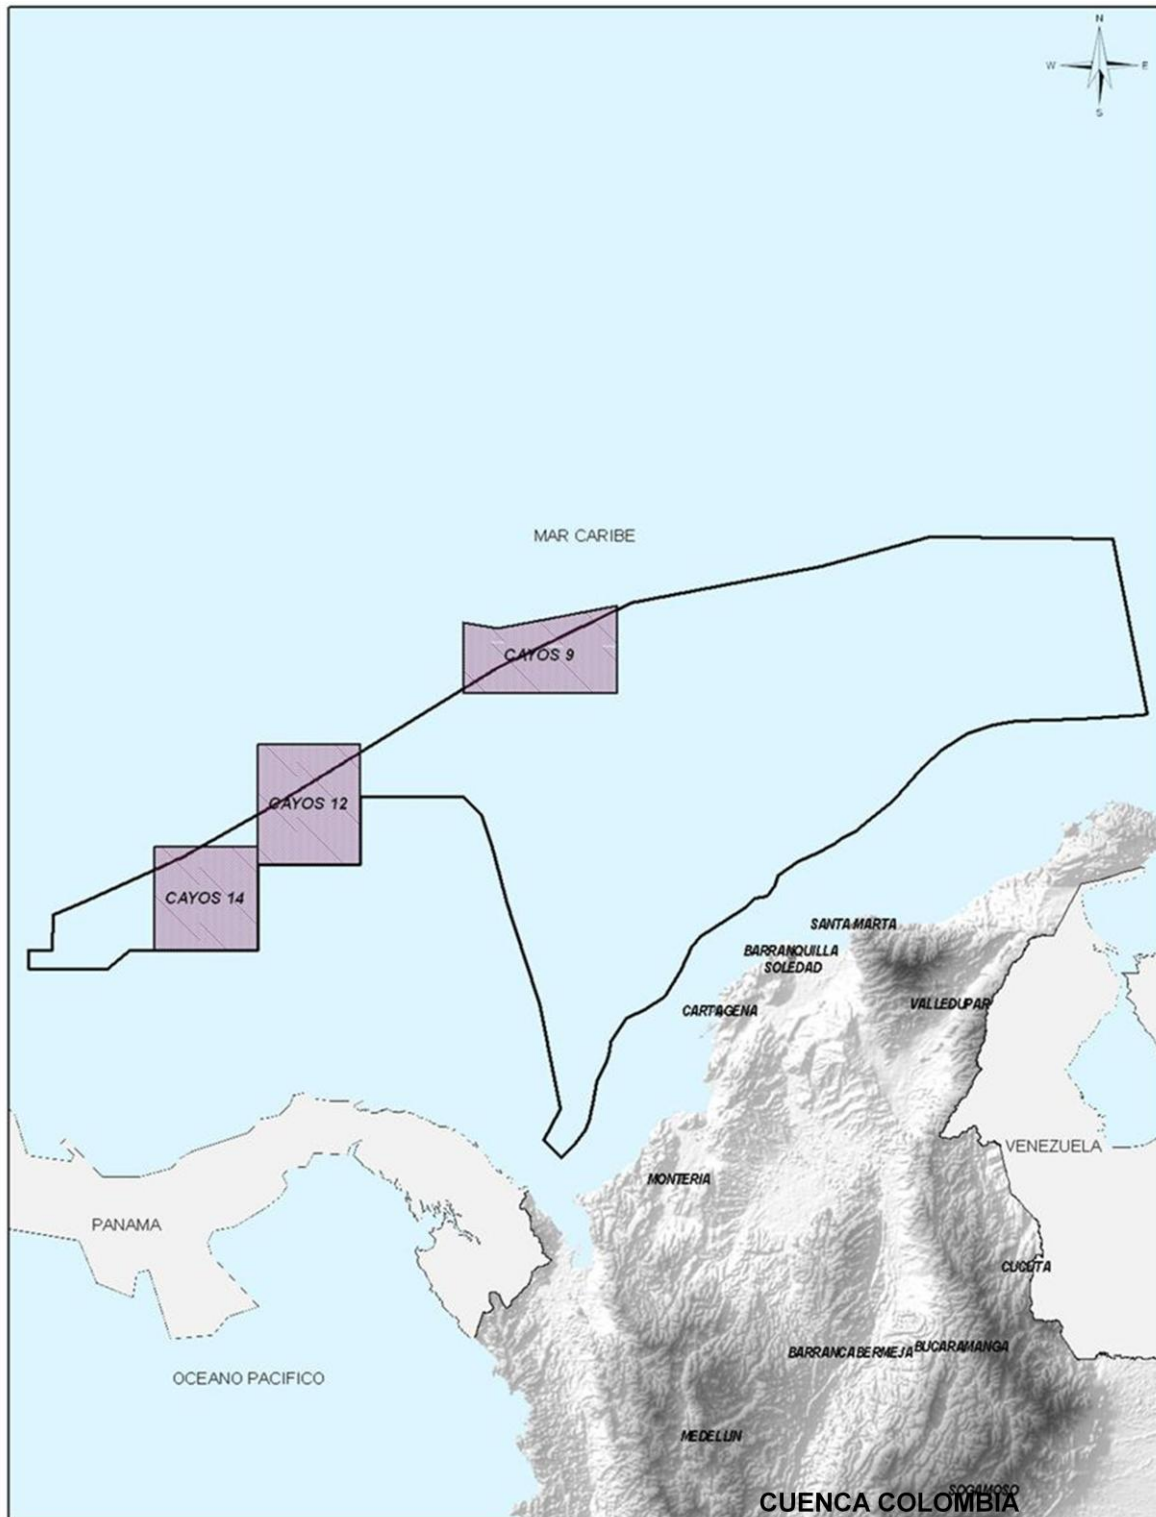 N
W E
S
MAR CARIBE
CAYOS 9
CAYOS 12
CAYOS 14
SANTA MARTA
BARRANQUILLA
SOLEDAD
VALLEDUPAR
CARTAGENA
VENEZUELA
MONTERIA
PANAMA
CUCUTA
BUCARAMANGA
BARRANCABERMEJA
OCEANO PACIFICO
MEDELLIN
SOGAMOSO
CUENCA COLOMBIA